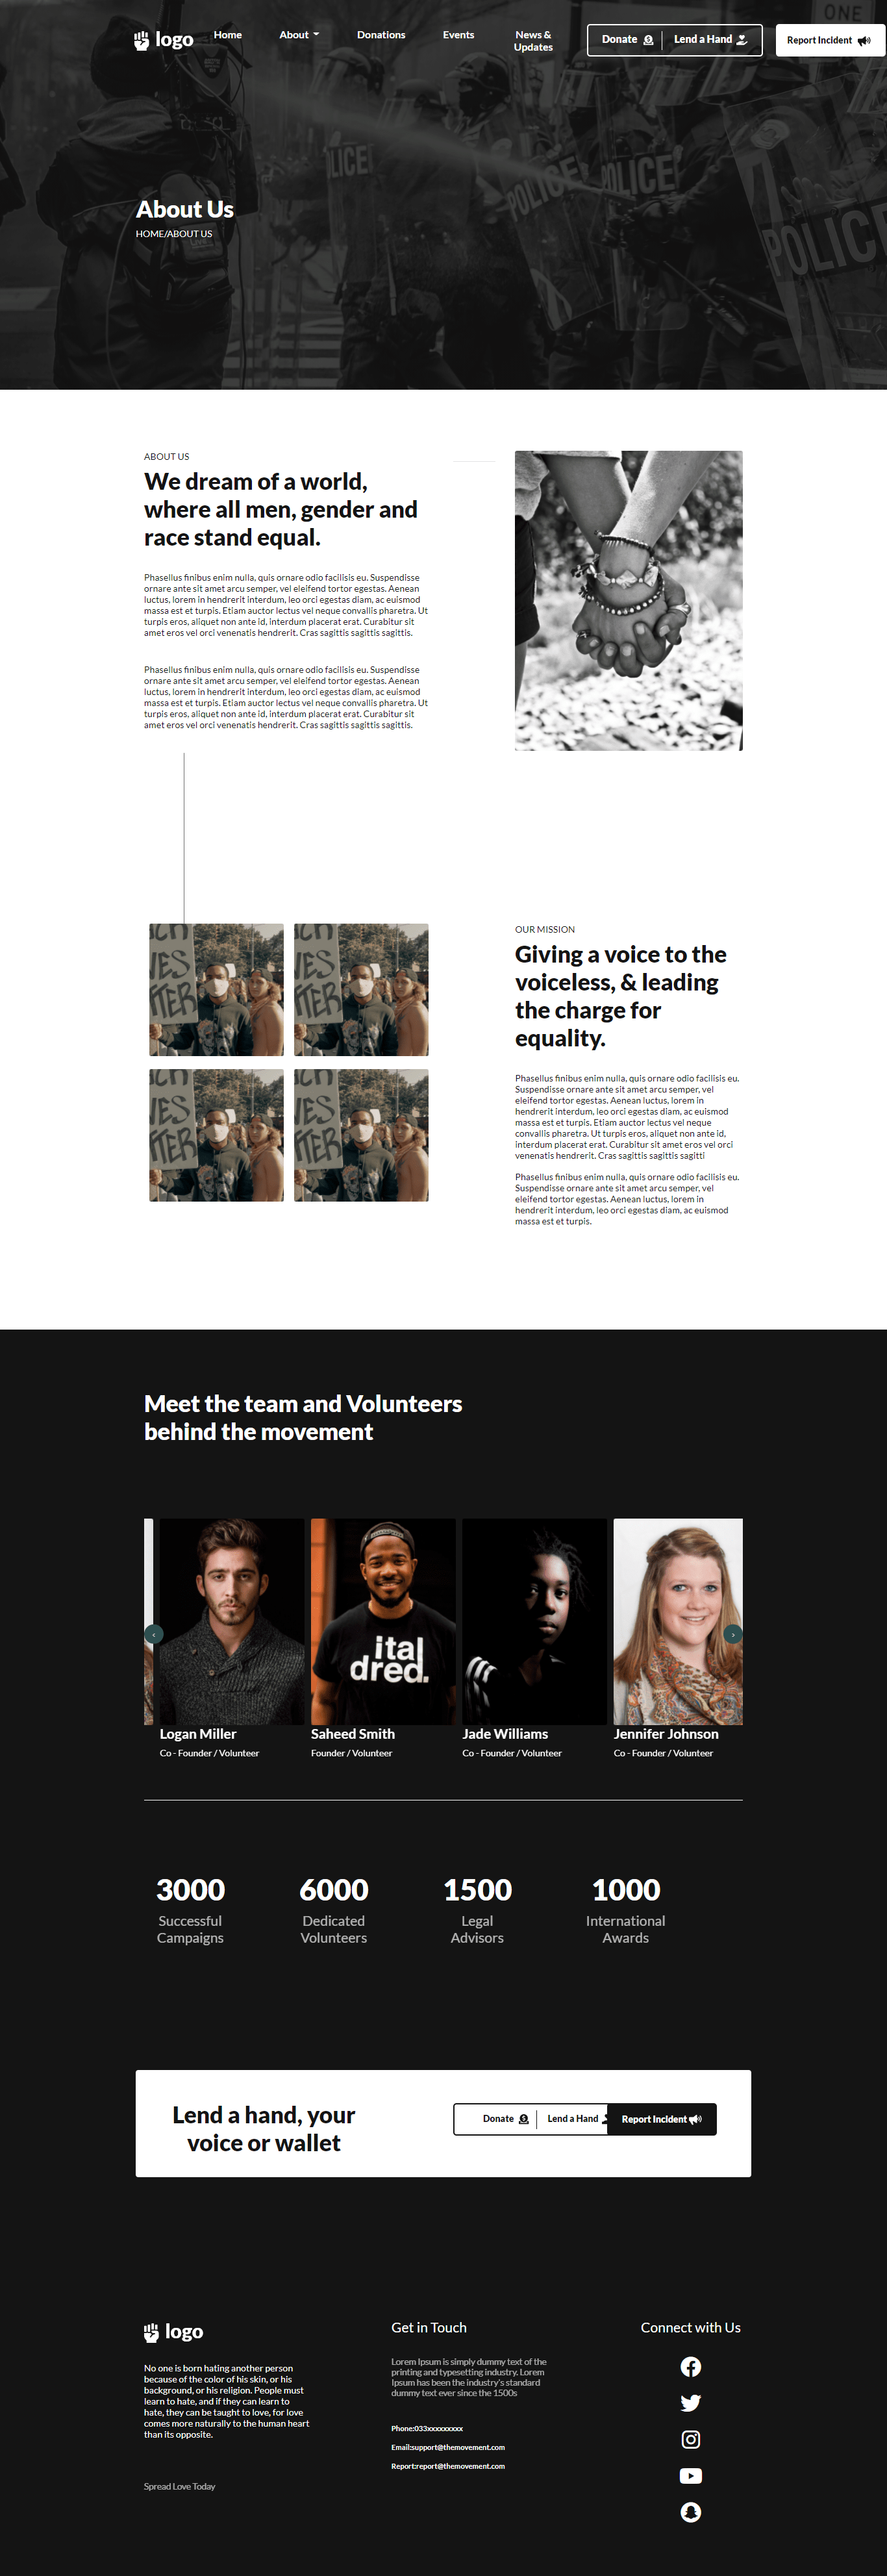 logo
Home
About
Donations
Events
News &
Updates
Donate
Lend a Hand
Report Incident
ONE
POLICE
POLICE
POLICE
POLICE
About Us
HOME/ABOUT US
ABOUT US
We dream of a world,
where all men, gender and
race stand equal.
Phasellus finibus enim nulla, quis ornare odio facilisis eu. Suspendisse
ornare ante sit amet arcu semper, vel eleifend tortor egestas. Aenean
luctus, lorem in hendrerit interdum, leo orci egestas diam, ac euismod
massa est et turpis. Etiam auctor lectus vel neque convallis pharetra. Ut
turpis eros, aliquet non ante id, interdum placerat erat. Curabitur sit
amet eros vel orci venenatis hendrerit. Cras sagittis sagittis sagittis.
Phasellus finibus enim nulla, quis ornare odio facilisis eu. Suspendisse
ornare ante sit amet arcu semper, vel eleifend tortor egestas. Aenean
luctus, lorem in hendrerit interdum, leo orci egestas diam, ac euismod
massa est et turpis. Etiam auctor lectus vel neque convallis pharetra. Ut
turpis eros, aliquet non ante id, interdum placerat erat. Curabitur sit
amet eros vel orci venenatis hendrerit. Cras sagittis sagittis sagittis.
CH
VES
TTER
CH
VES
TTER
CH
VES
TTER
CH
VES
TTER
OUR MISSION
Giving a voice to the
voiceless, & leading
the charge for
equality.
Phasellus finibus enim nulla, quis ornare odio facilisis eu.
Suspendisse ornare ante sit amet arcu semper, vel
eleifend tortor egestas. Aenean luctus, lorem in
hendrerit interdum, leo orci egestas diam, ac euismod
massa est et turpis. Etiam auctor lectus vel neque
convallis pharetra. Ut turpis eros, aliquet non ante id,
interdum placerat erat. Curabitur sit amet eros vel orci
venenatis hendrerit. Cras sagittis sagittis sagitti
Phasellus finibus enim nulla, quis ornare odio facilisis eu.
Suspendisse ornare ante sit amet arcu semper, vel
eleifend tortor egestas. Aenean luctus, lorem in
hendrerit interdum, leo orci egestas diam, ac euismod
massa est et turpis.
Meet the team and Volunteers
behind the movement
ital
dred.
‹
›
Logan Miller
Co - Founder / Volunteer
Saheed Smith
Founder / Volunteer
Jade Williams
Co - Founder / Volunteer
Jennifer Johnson
Co - Founder / Volunteer
3000
Successful
Campaigns
6000
Dedicated
Volunteers
1500
Legal
Advisors
1000
International
Awards
Lend a hand, your
voice or wallet
Donate
Lend a Hand
Report Incident
logo
No one is born hating another person
because of the color of his skin, or his
background, or his religion. People must
learn to hate, and if they can learn to
hate, they can be taught to love, for love
comes more naturally to the human heart
than its opposite.
Spread Love Today
Get in Touch
Lorem Ipsum is simply dummy text of the
printing and typesetting industry. Lorem
Ipsum has been the industry's standard
dummy text ever since the 1500s
Phone:033xxxxxxxxx
Email:support@themovement.com
Report:report@themovement.com
Connect with Us